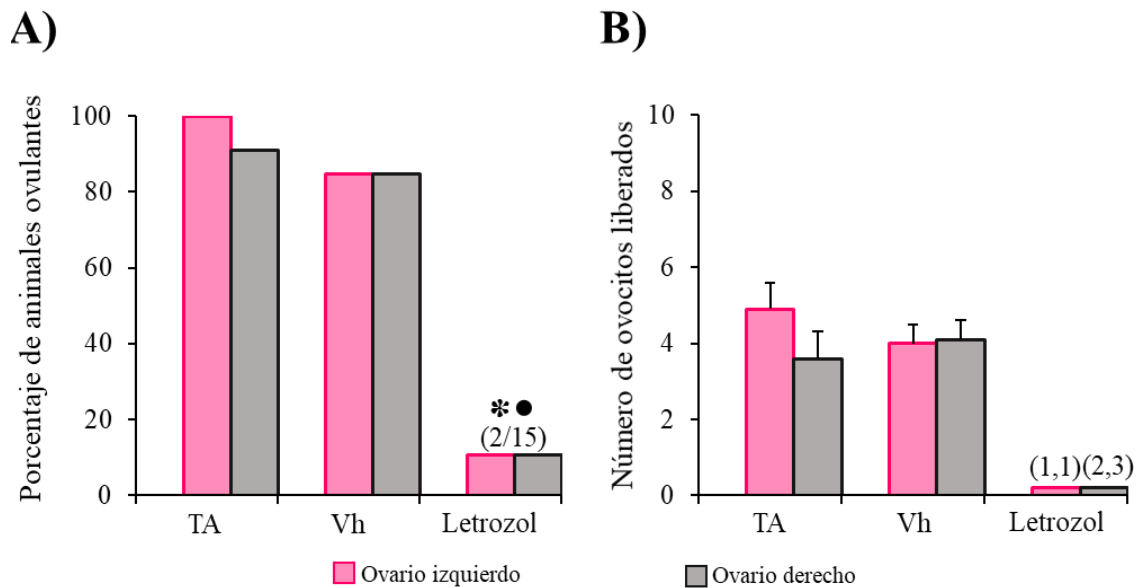 A)
Porcentaje de animales ovulantes
100
80
60
40
20
0
✻ ●
(2/15)
TA Vh Letrozol
B)
Número de ovocitos liberados
10
8
6
4
2
0
(1,1)(2,3)
TA Vh Letrozol
Ovario izquierdo Ovario derecho